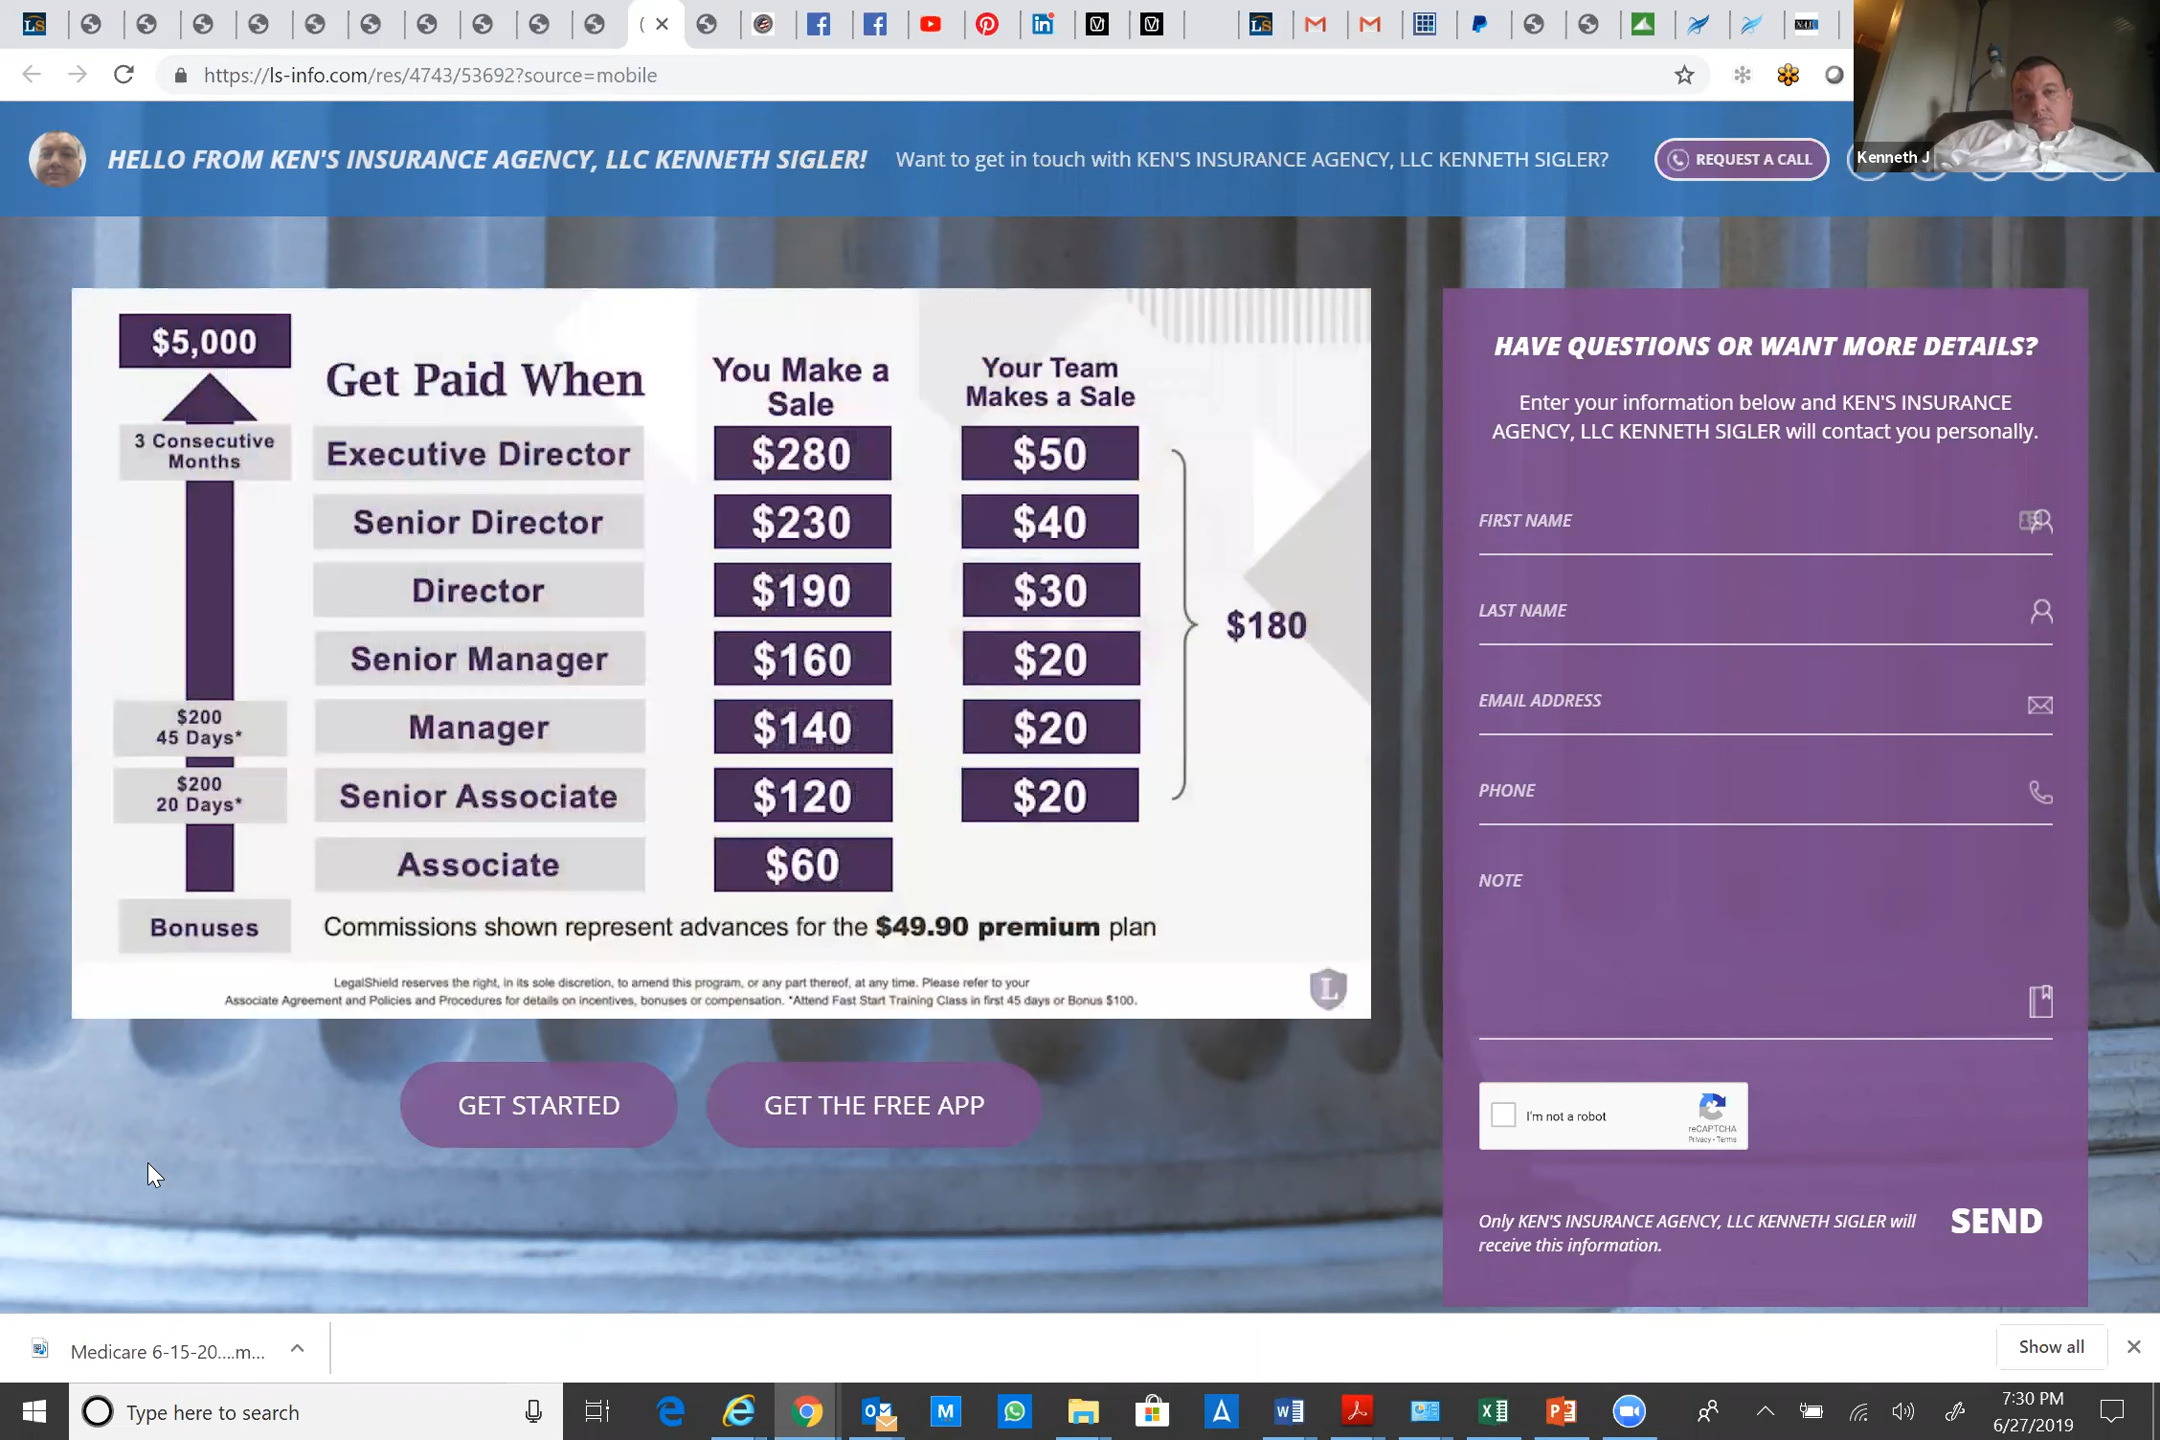 https://ls-info.com/res/4743/53692?source=mobile
HELLO FROM KEN'S INSURANCE AGENCY, LLC KENNETH SIGLER!
Want to get in touch with KEN'S INSURANCE AGENCY, LLC KENNETH SIGLER?
REQUEST A CALL
Kenneth J
$5,000
Get Paid When
You Make a
Sale
Your Team
Makes a Sale
3 Consecutive
Months
Executive Director
$280
$50
Senior Director
$230
$40
Director
$190
$30
$180
Senior Manager
$160
$20
$200
45 Days*
Manager
$140
$20
$200
20 Days*
Senior Associate
$120
$20
Associate
$60
Bonuses
Commissions shown represent advances for the $49.90 premium plan
LegalShield reserves the right, in its sole discretion, to amend this program, or any part thereof, at any time. Please refer to your
Associate Agreement and Policies and Procedures for details on incentives, bonuses or compensation. *Attend Fast Start Training Class in first 45 days or Bonus $100.
L
GET STARTED
GET THE FREE APP
HAVE QUESTIONS OR WANT MORE DETAILS?
Enter your information below and KEN'S INSURANCE
AGENCY, LLC KENNETH SIGLER will contact you personally.
FIRST NAME
LAST NAME
EMAIL ADDRESS
PHONE
NOTE
I'm not a robot
reCAPTCHA
Privacy - Terms
Only KEN'S INSURANCE AGENCY, LLC KENNETH SIGLER will
receive this information.
SEND
Medicare 6-15-20....m...
Show all
Type here to search
7:30 PM
6/27/2019